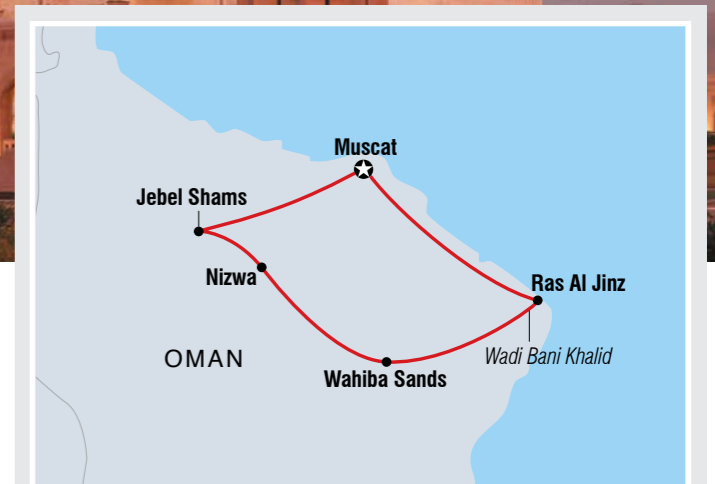 Muscat
Jebel Shams
Nizwa
Ras Al Jinz
OMAN
Wadi Bani Khalid
Wahiba Sands